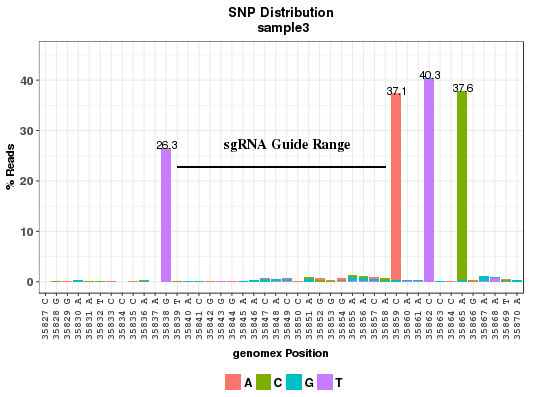 SNP Distribution
sample3
% Reads
40
30
20
10
0
26.3
sgRNA Guide Range
37.1
40.3
37.6
35827 C
35828 G
35829 G
35830 A
35831 A
35832 T
35833 C
35834 C
35835 C
35836 A
35837 A
35838
35839 T
35840 A
35841 C
35842 G
35843 G
35844 G
35845 A
35846 A
35847 C
35848 A
35849 C
35850 C
35851 A
35852 G
35853 G
35854 G
35855 A
35856 A
35857 C
35858 A
35859 C
35860 A
35861 A
35862 C
35863 C
35864 C
35865 A
35866 G
35867 A
35868 A
35869
35870 A
genomex Position
A C G T